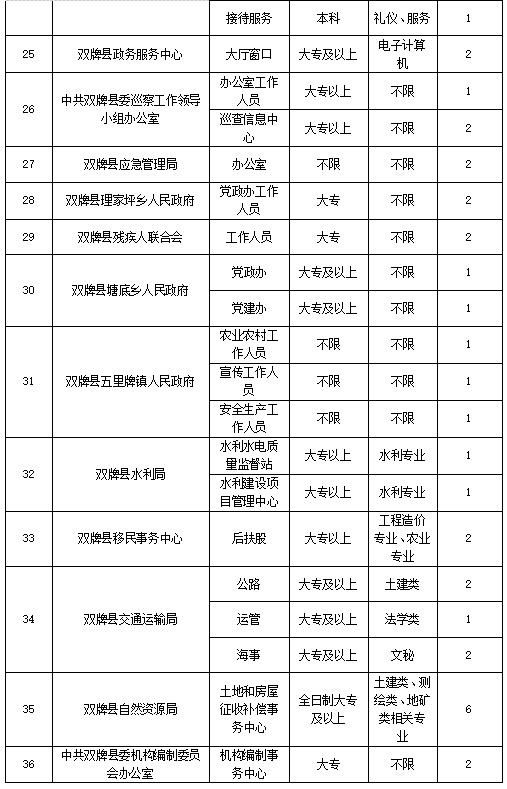 接待服务 本科 礼仪、服务 1
25 双牌县政务服务中心 大厅窗口 大专及以上 电子计算
机 2
26 中共双牌县委巡察工作领导
小组办公室 办公室工作
人员 大专以上 不限 1
巡查信息中
心 大专以上 不限 2
27 双牌县应急管理局 办公室 不限 不限 2
28 双牌县理家坪乡人民政府 党政办工作
人员 大专 不限 2
29 双牌县残疾人联合会 工作人员 大专 不限 2
30 双牌县塘底乡人民政府 党政办 大专及以上 不限 1
党建办 大专及以上 不限 1
31 双牌县五里牌镇人民政府 农业农村工
作人员 不限 不限 1
宣传工作人
员 不限 不限 1
安全生产工
作人员 不限 不限 1
32 双牌县水利局 水利水电质
量监督站 大专以上 水利专业 1
水利建设项
目管理中心 大专以上 水利专业 1
33 双牌县移民事务中心 后扶股 大专以上 工程造价
专业、农业
专业 2
34 双牌县交通运输局 公路 大专及以上 土建类 2
运管 大专及以上 法学类 1
海事 大专及以上 文秘 2
35 双牌县自然资源局 土地和房屋
征收补偿事
务中心 全日制大专
及以上 土建类、测
绘类、地矿
类相关专
业 6
36 中共双牌县委机构编制委员
会办公室 机构编制事
务中心 大专 不限 2